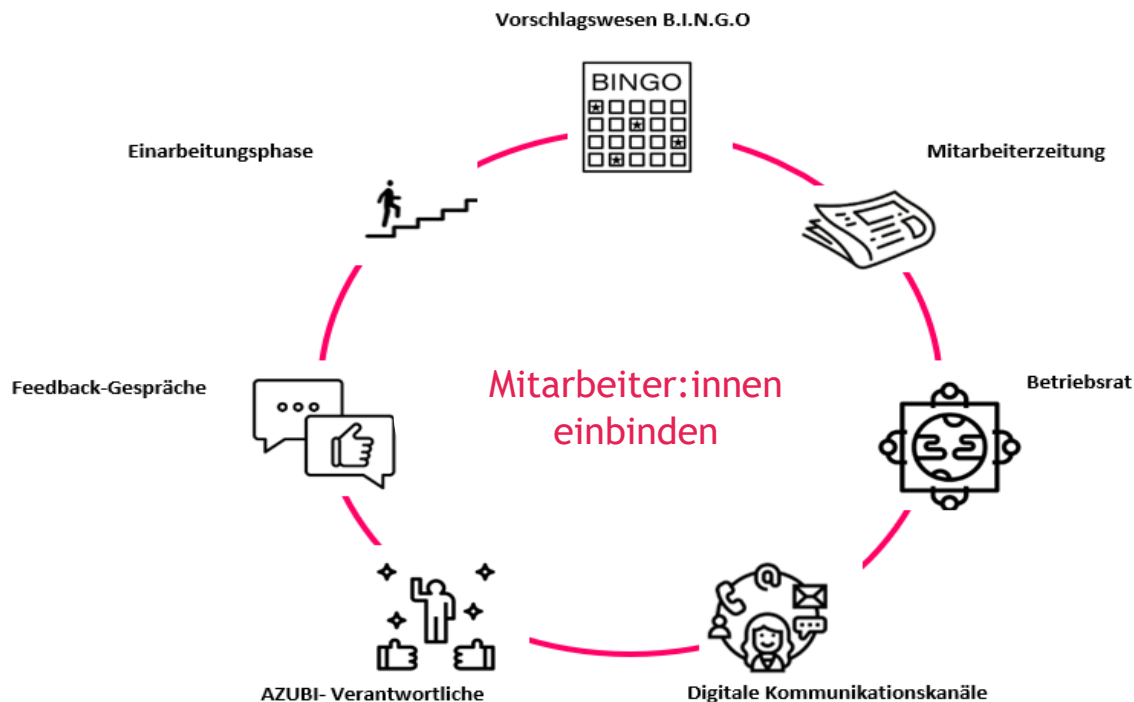 Vorschlagswesen B.I.N.G.O
BINGO
Einarbeitungsphase
Mitarbeiterzeitung
Feedback-Gespräche
Mitarbeiter:innen
einbinden
Betriebsrat
@
AZUBI- Verantwortliche
Digitale Kommunikationskanäle